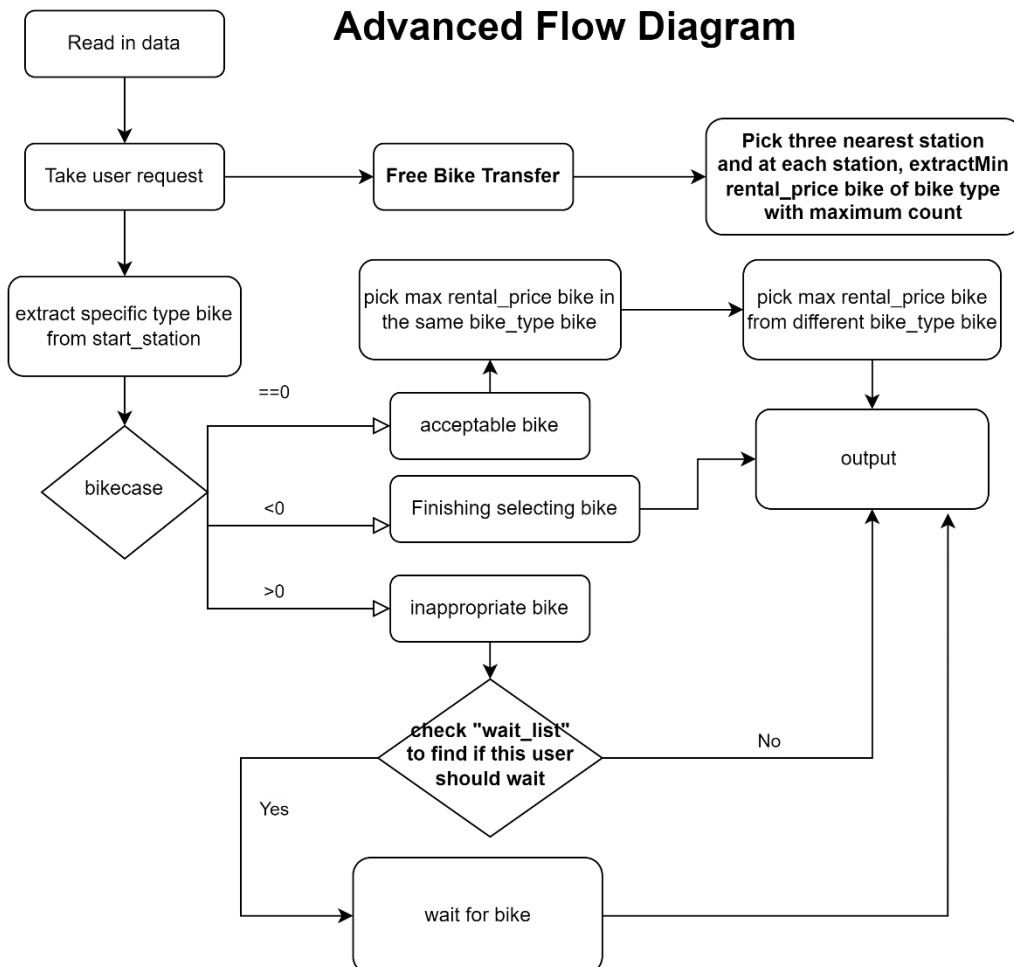 Advanced Flow Diagram
Read in data
Take user request
Free Bike Transfer
Pick three nearest station
and at each station, extractMin
rental_price bike of bike type
with maximum count
extract specific type bike
from start_station
pick max rental_price bike in
the same bike_type bike
pick max rental_price bike
from different bike_type bike
==0
acceptable bike
output
bikecase
<0
Finishing selecting bike
>0
inappropriate bike
check "wait_list"
to find if this user
should wait
No
Yes
wait for bike